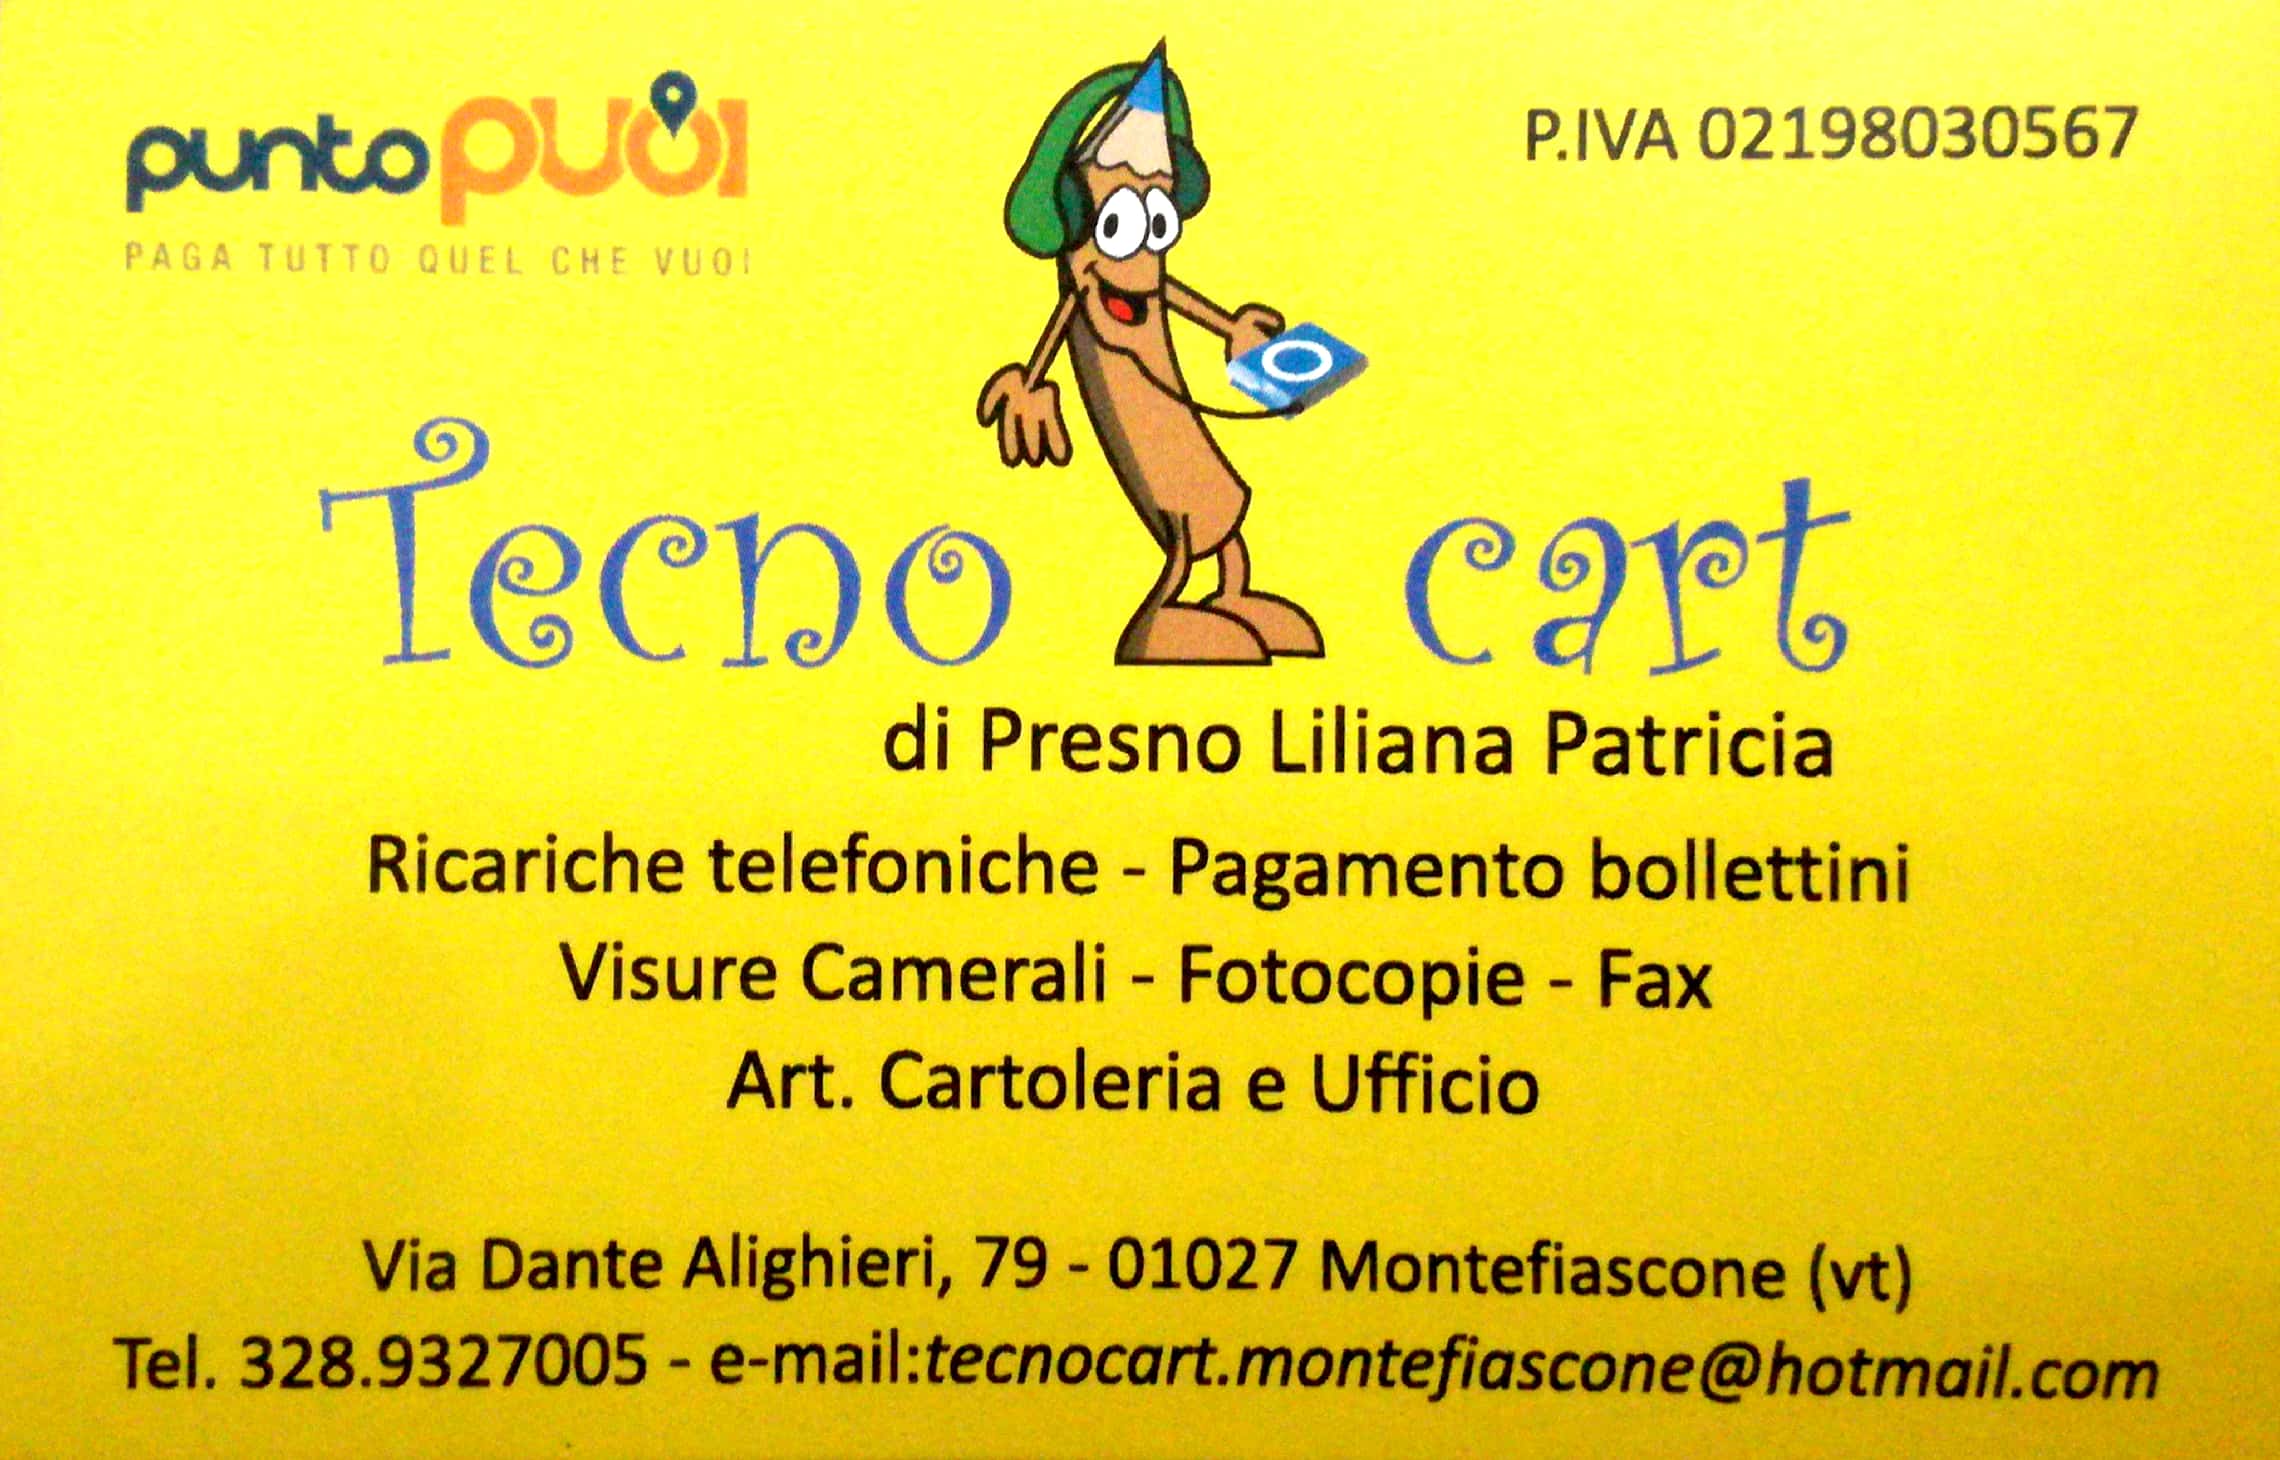 puntopuoi
PAGA TUTTO QUEL CHE VUOI
P.IVA 02198030567
Tecno cart
di Presno Liliana Patricia
Ricariche telefoniche - Pagamento bollettini
Visure Camerali - Fotocopie - Fax
Art. Cartoleria e Ufficio
Via Dante Alighieri, 79 - 01027 Montefiascone (vt)
Tel. 328.9327005 - e-mail:tecnocart.montefiascone@hotmail.com